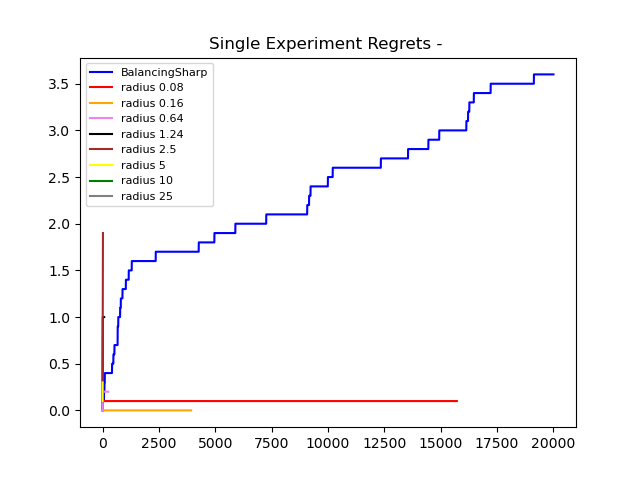 Single Experiment Regrets -
BalancingSharp
radius 0.08
radius 0.16
radius 0.64
radius 1.24
radius 2.5
radius 5
radius 10
radius 25
3.5
3.0
2.5
2.0
1.5
1.0
0.5
0.0
0 2500 5000 7500 10000 12500 15000 17500 20000